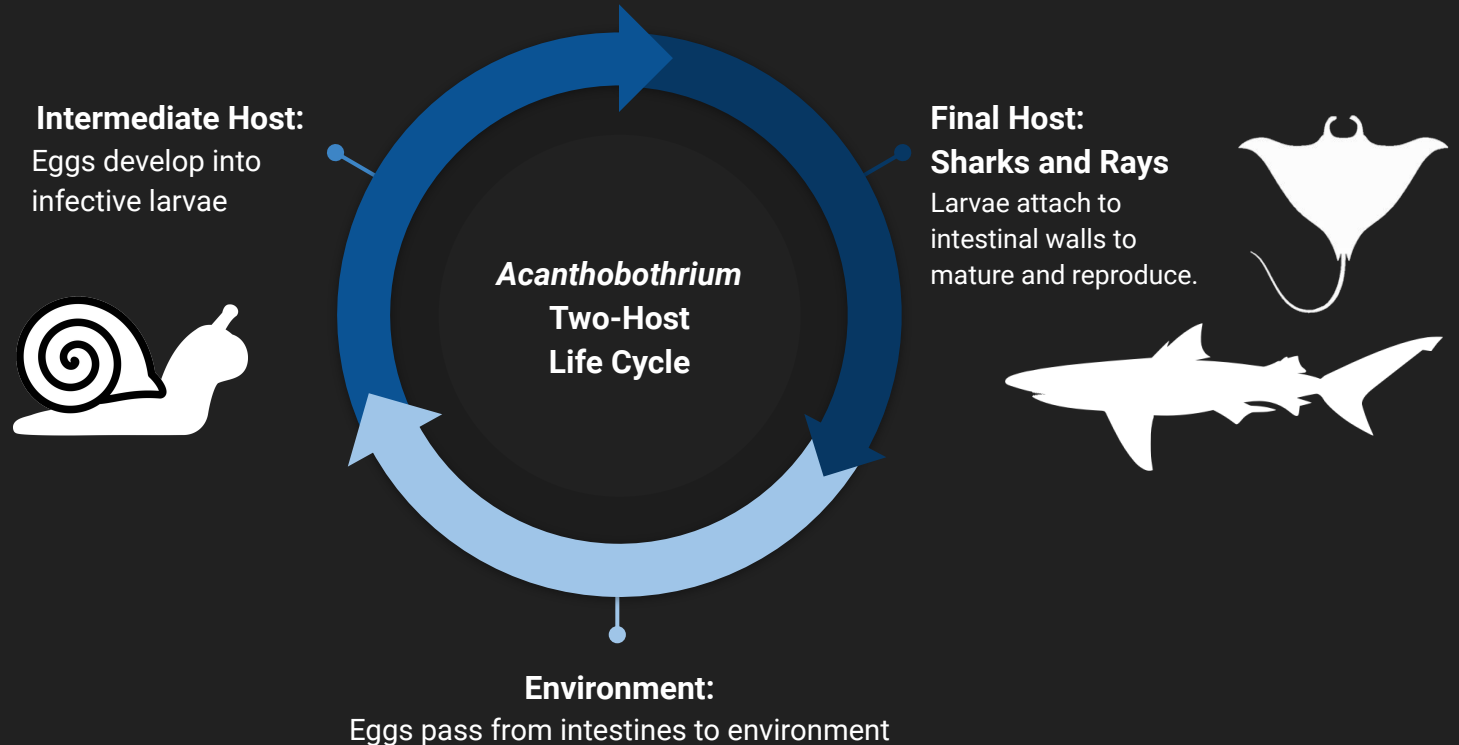 Intermediate Host:
Eggs develop into
infective larvae
Final Host:
Sharks and Rays
Larvae attach to
intestinal walls to
mature and reproduce.
Acanthobothrium
Two-Host
Life Cycle
Environment:
Eggs pass from intestines to environment